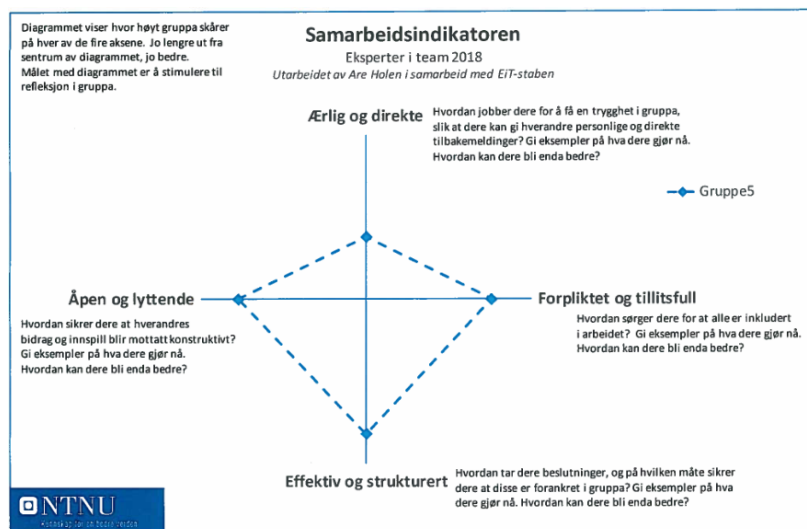 Diagrammet viser hvor høyt gruppa skårer
på hver av de fire aksene. Jo lengre ut fra
sentrum av diagrammet, jo bedre.
Målet med diagrammet er å stimulere til
refleksjon i gruppa.
Samarbeidsindikatoren
Eksperter i team 2018
Utarbeidet av Are Holen i samarbeid med EiT-staben
Ærlig og direkte
Hvordan jobber dere for å få en trygghet i gruppa,
slik at dere kan gi hverandre personlige og direkte
tilbakemeldinger? Gi eksempler på hva dere gjør nå.
Hvordan kan dere bli enda bedre?
Gruppe5
Åpen og lyttende
Hvordan sikrer dere at hverandres
bidrag og innspill blir mottatt konstruktivt?
Gi eksempler på hva dere gjør nå.
Hvordan kan dere bli enda bedre?
Forpliktet og tillitsfull
Hvordan sørger dere for at alle er inkludert
i arbeidet? Gi eksempler på hva dere gjør nå.
Hvordan kan dere bli enda bedre?
Effektiv og strukturert
Hvordan tar dere beslutninger, og på hvilken måte sikrer
dere at disse er forankret i gruppa? Gi eksempler på hva
dere gjør nå. Hvordan kan dere bli enda bedre?
NTNU
Kunnskap for en bedre verden